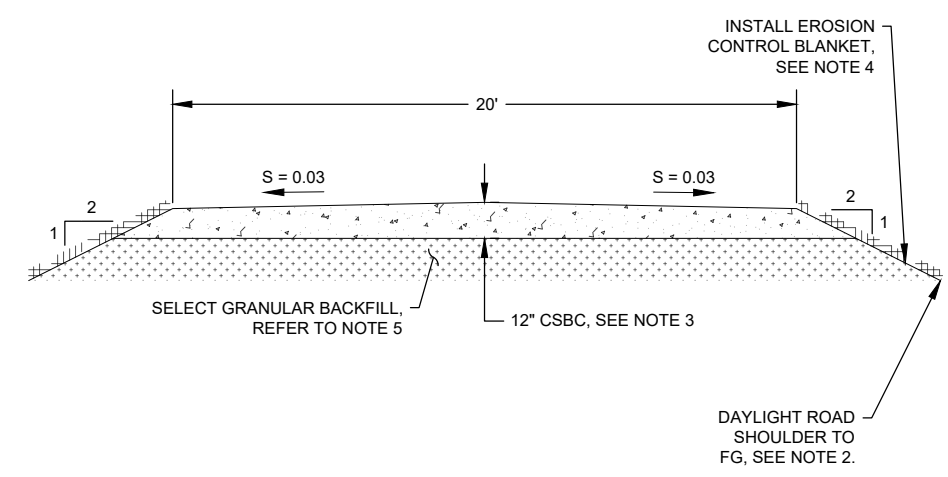 INSTALL EROSION
CONTROL BLANKET,
SEE NOTE 4
20'
S = 0.03
S = 0.03
2
1
2
1
SELECT GRANULAR BACKFILL,
REFER TO NOTE 5
12" CSBC, SEE NOTE 3
DAYLIGHT ROAD
SHOULDER TO
FG, SEE NOTE 2.